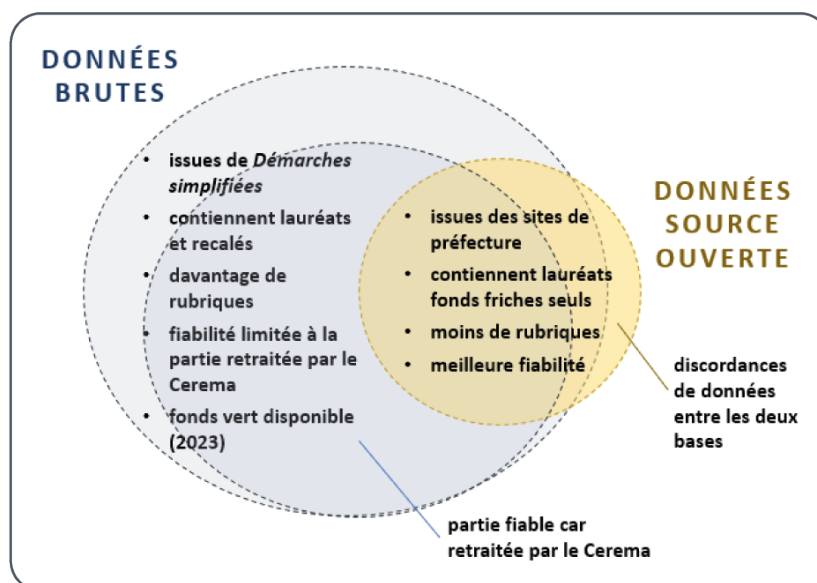 DONNÉES
BRUTES
• issues de Démarches
simplifiées
• contiennent lauréats
et recalés
• davantage de
rubriques
• fiabilité limitée à la
partie retraitée par le
Cerema
• fonds vert disponible
(2023)
• issues des sites de
préfecture
• contiennent lauréats
fonds friches seuls
• moins de rubriques
• meilleure fiabilité
DONNÉES
SOURCE
OUVERTE
discordances
de données
entre les deux
bases
partie fiable car
retraitée par le Cerema